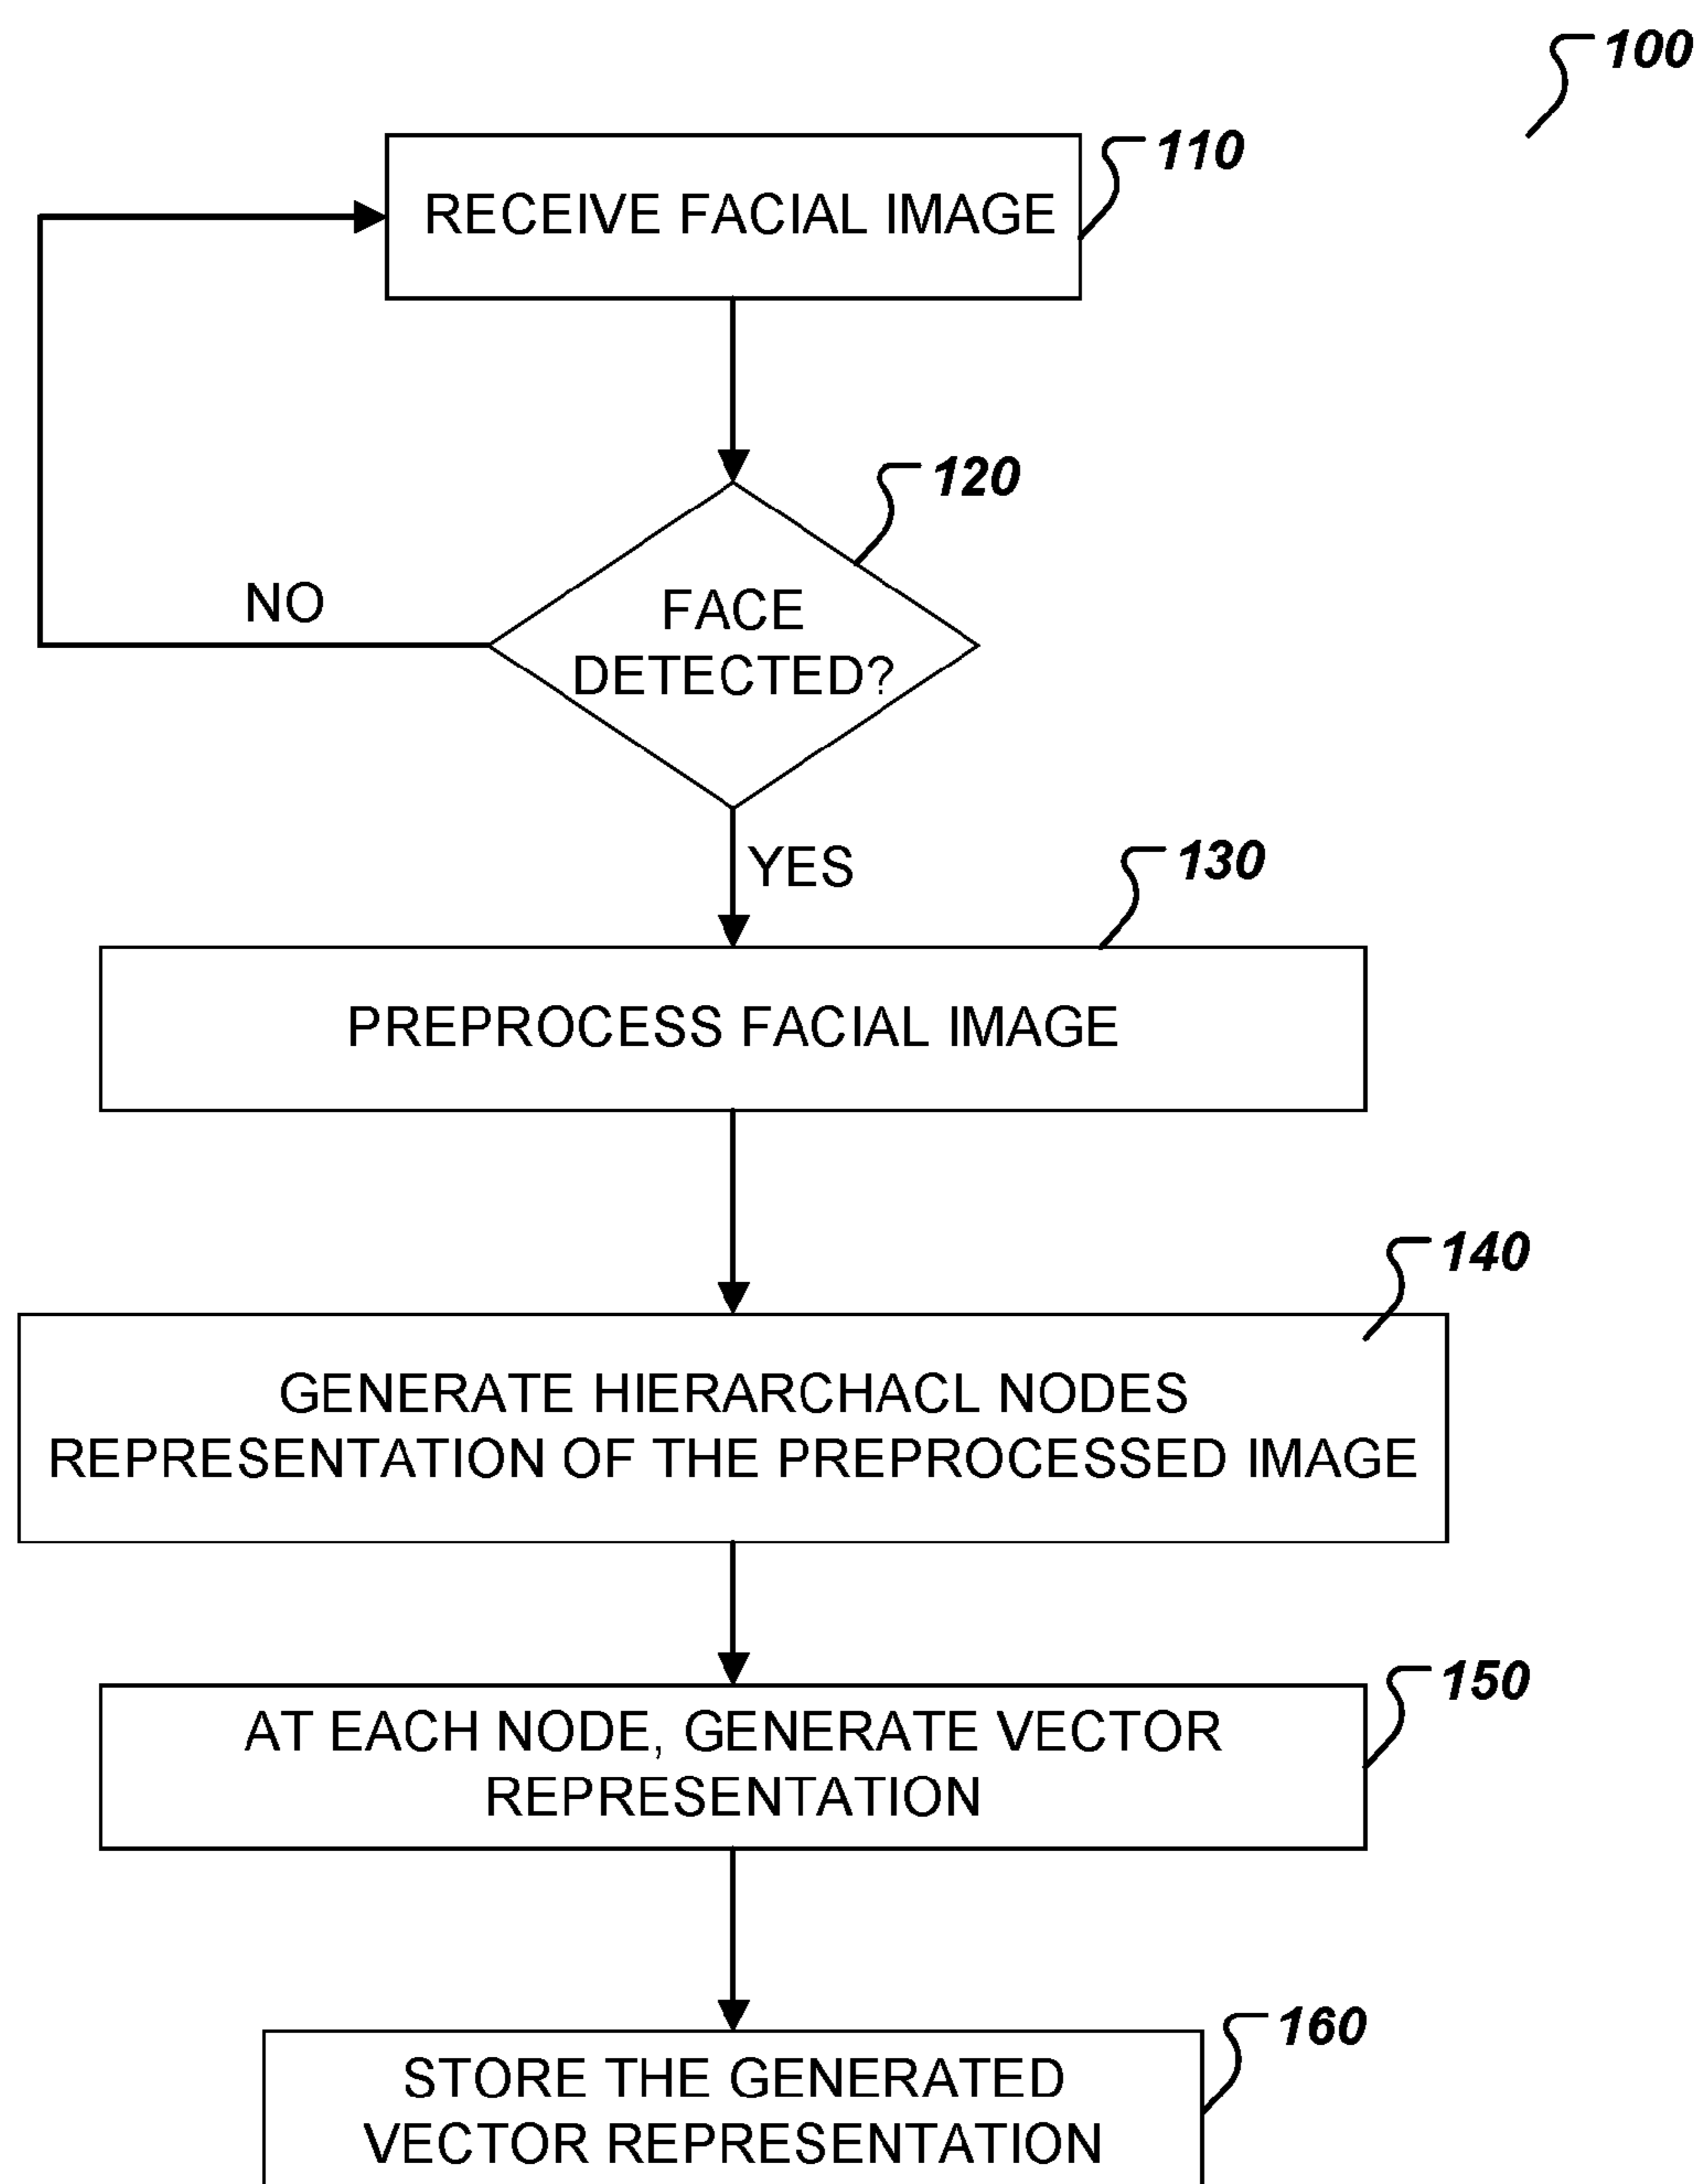 100
110
RECEIVE FACIAL IMAGE
120
FACE
DETECTED?
NO
YES
130
PREPROCESS FACIAL IMAGE
140
GENERATE HIERARCHACL NODES
REPRESENTATION OF THE PREPROCESSED IMAGE
150
AT EACH NODE, GENERATE VECTOR
REPRESENTATION
160
STORE THE GENERATED
VECTOR REPRESENTATION